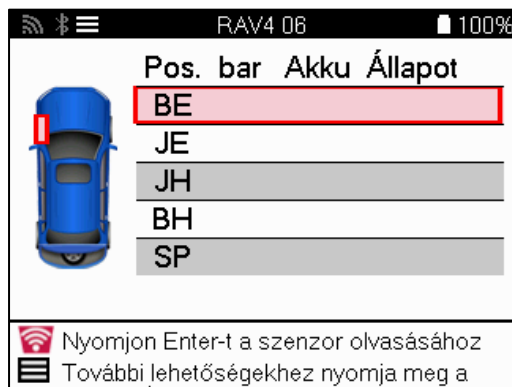 RAV4 06 100%
Pos. bar Akku Állapot
BE
JE
JH
BH
SP
Nyomjon Enter-t a szenzor olvasásához
További lehetőségekhez nyomja meg a